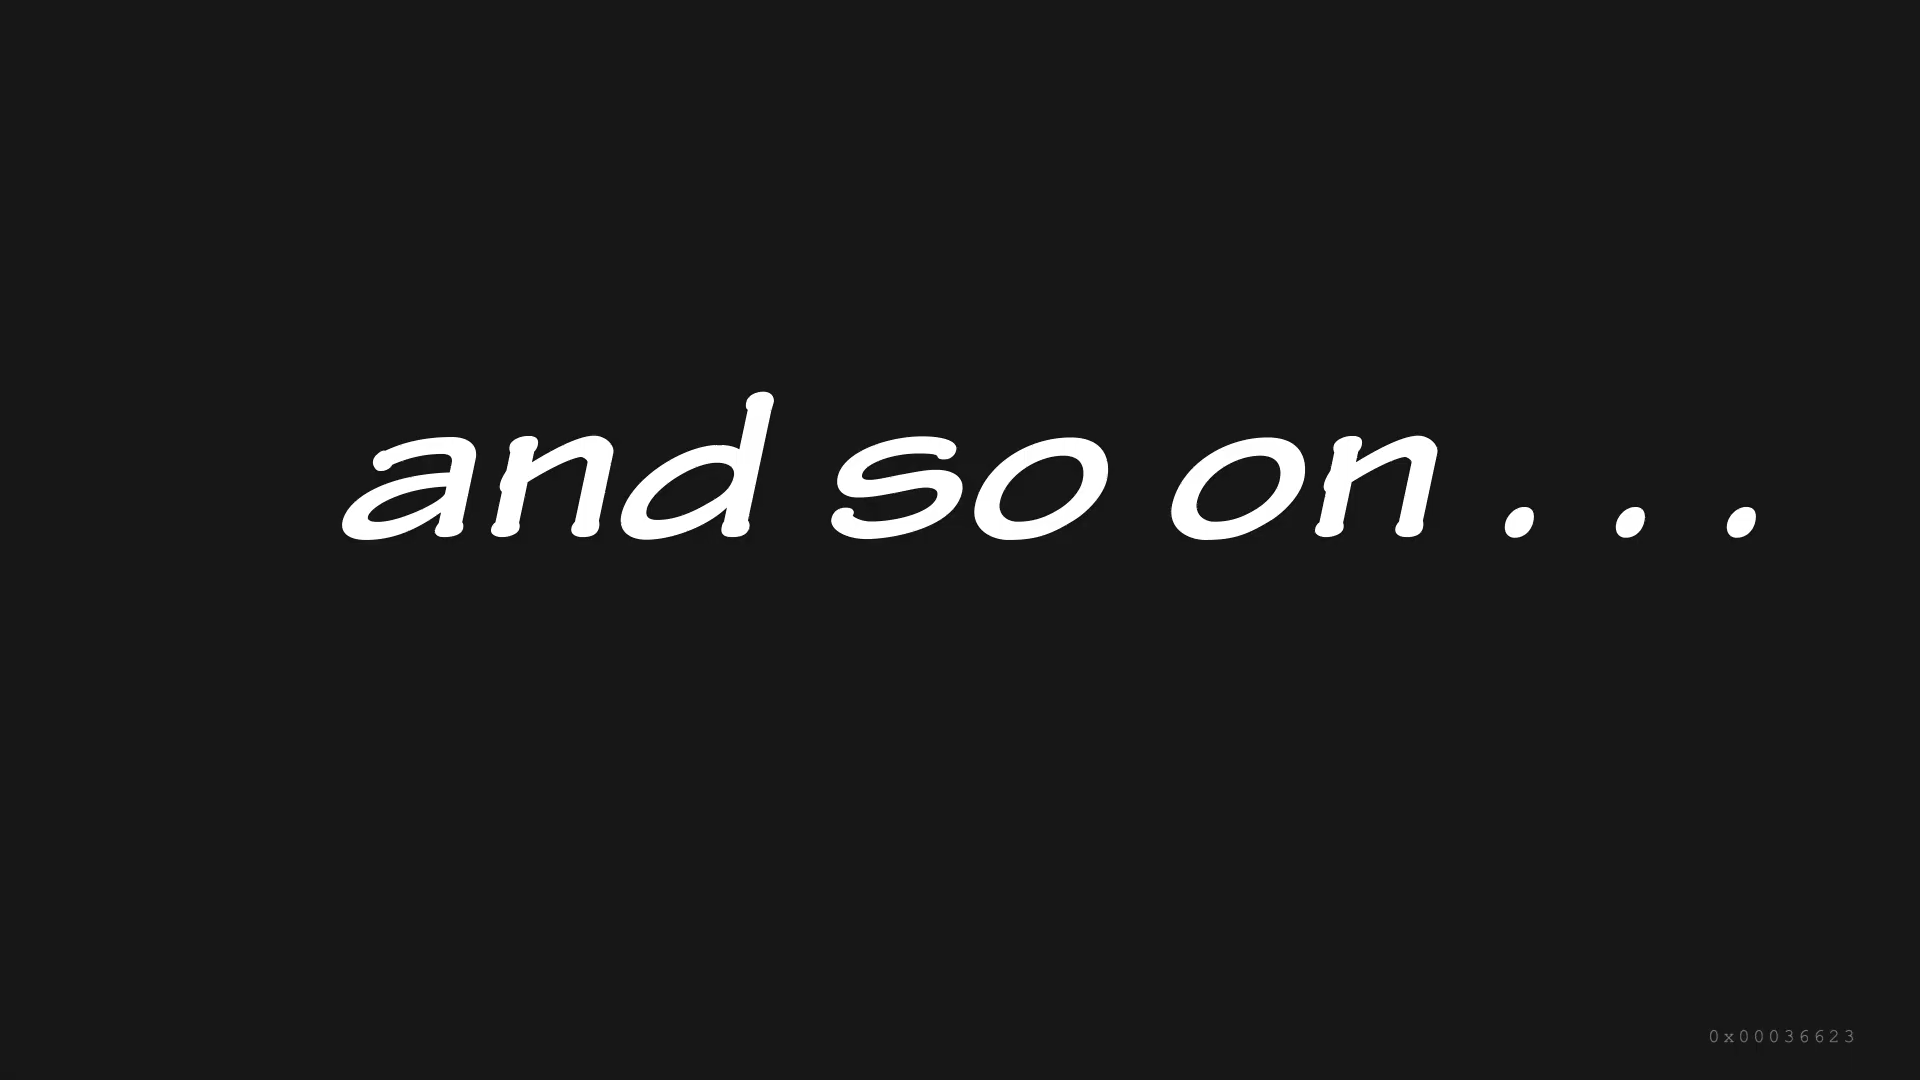 and so on . . .
0x00036623